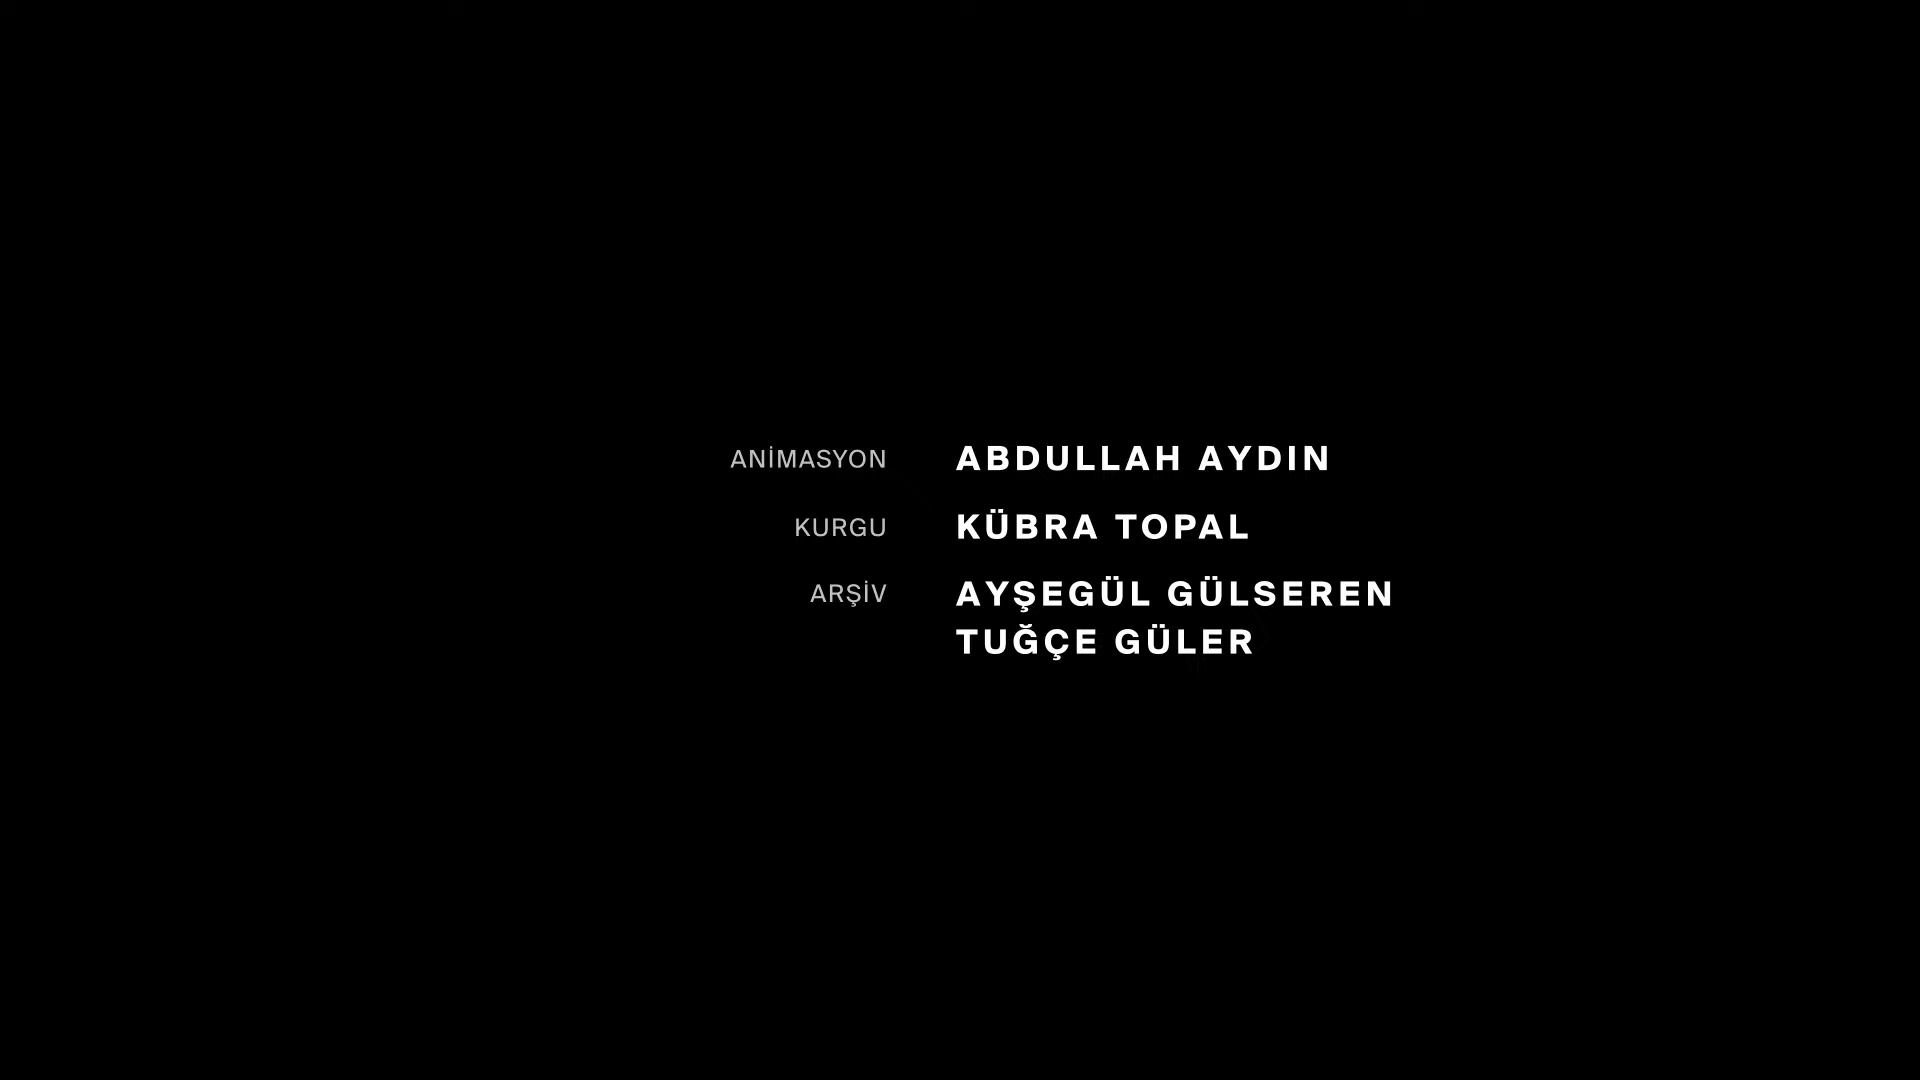 ANİMASYON ABDULLAH AYDIN
KURGU KÜBRA TOPAL
ARŞİV AYŞEGÜL GÜLSEREN
TUĞÇE GÜLER